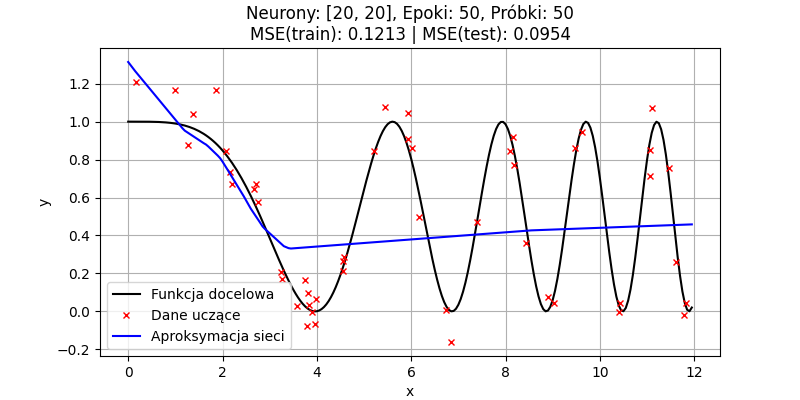 Neurony: [20, 20], Epoki: 50, Próbki: 50
MSE(train): 0.1213 | MSE(test): 0.0954
y
1.2
1.0
0.8
0.6
0.4
0.2
0.0
−0.2
Funkcja docelowa
Dane uczące
Aproksymacja sieci
0 2 4 6 8 10 12
x